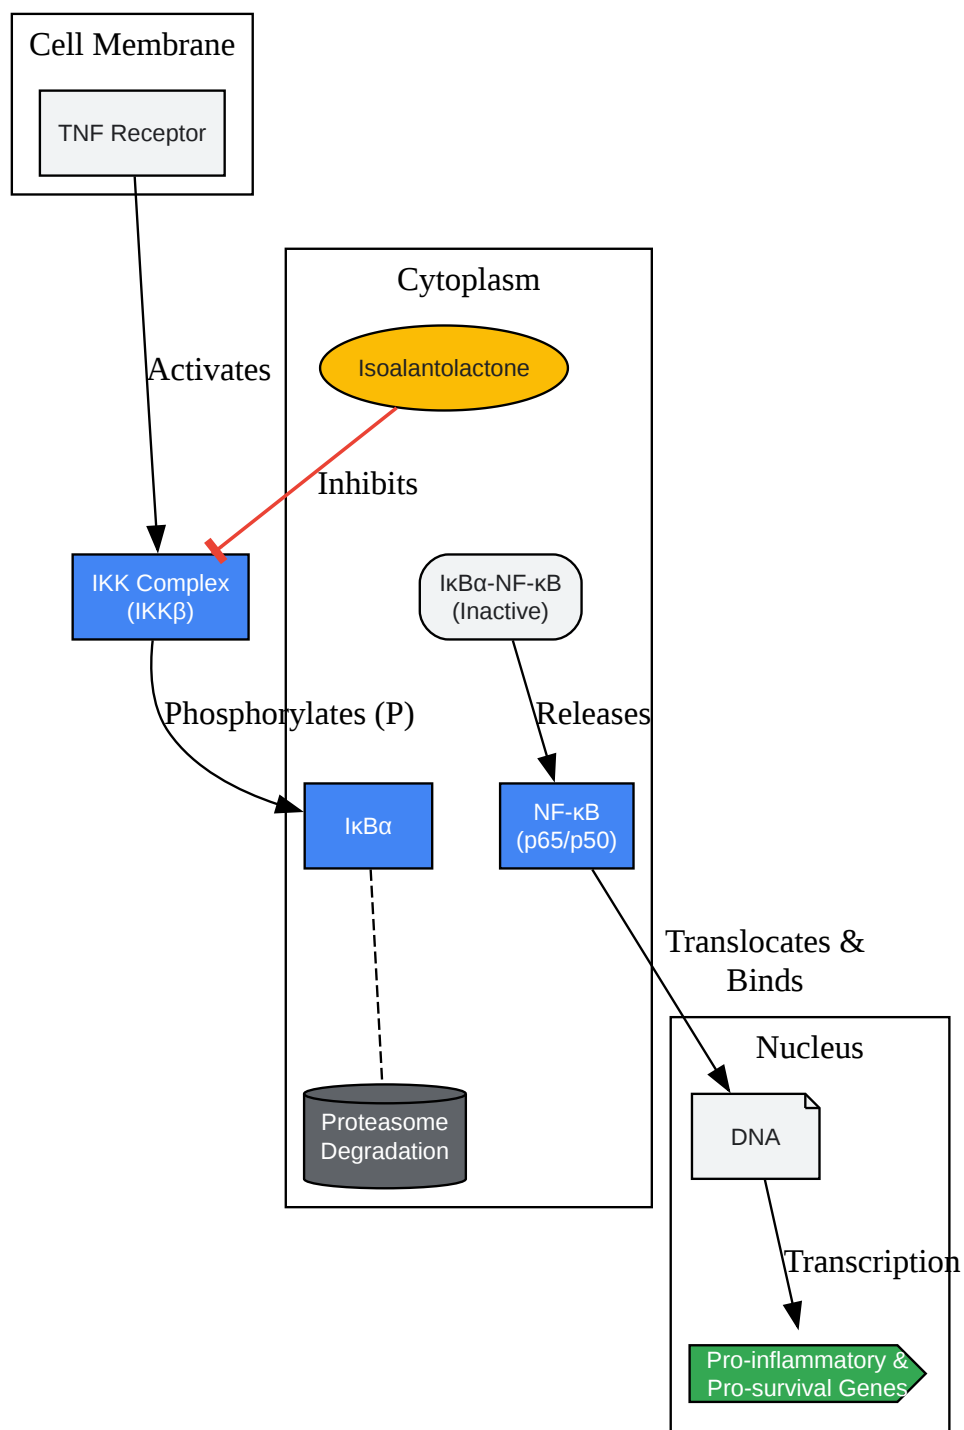 Cell Membrane
TNF Receptor
Cytoplasm
Isoalantolactone
Activates
Inhibits
IKK Complex
(IKKβ)
IκBα-NF-κB
(Inactive)
Phosphorylates (P)
Releases
IκBα
NF-κB
(p65/p50)
Translocates &
Binds
Nucleus
Proteasome
Degradation
DNA
Transcription
Pro-inflammatory &
Pro-survival Genes